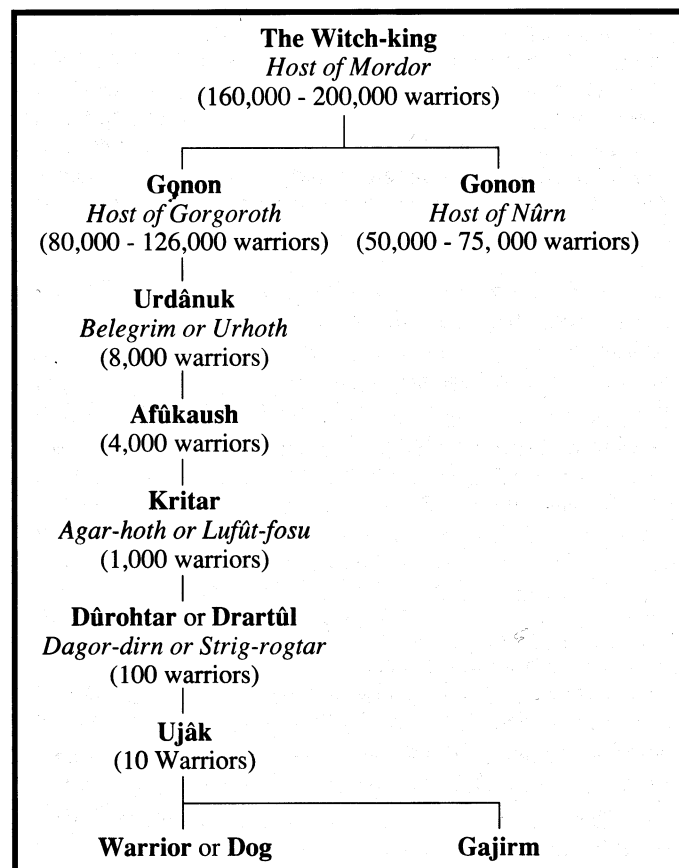 The Witch-king
Host of Mordor
(160,000 - 200,000 warriors)
Gonon
Host of Gorgoroth
(80,000 - 126,000 warriors)
Gonon
Host of Nûrn
(50,000 - 75, 000 warriors)
Urdânuk
Belegrim or Urhoth
(8,000 warriors)
Afûkaush
(4,000 warriors)
Kritar
Agar-hoth or Lufût-fosu
(1,000 warriors)
Dûrohtar or Drartûl
Dagor-dirn or Strig-rogtar
(100 warriors)
Ujâk
(10 Warriors)
Warrior or Dog
Gajirm